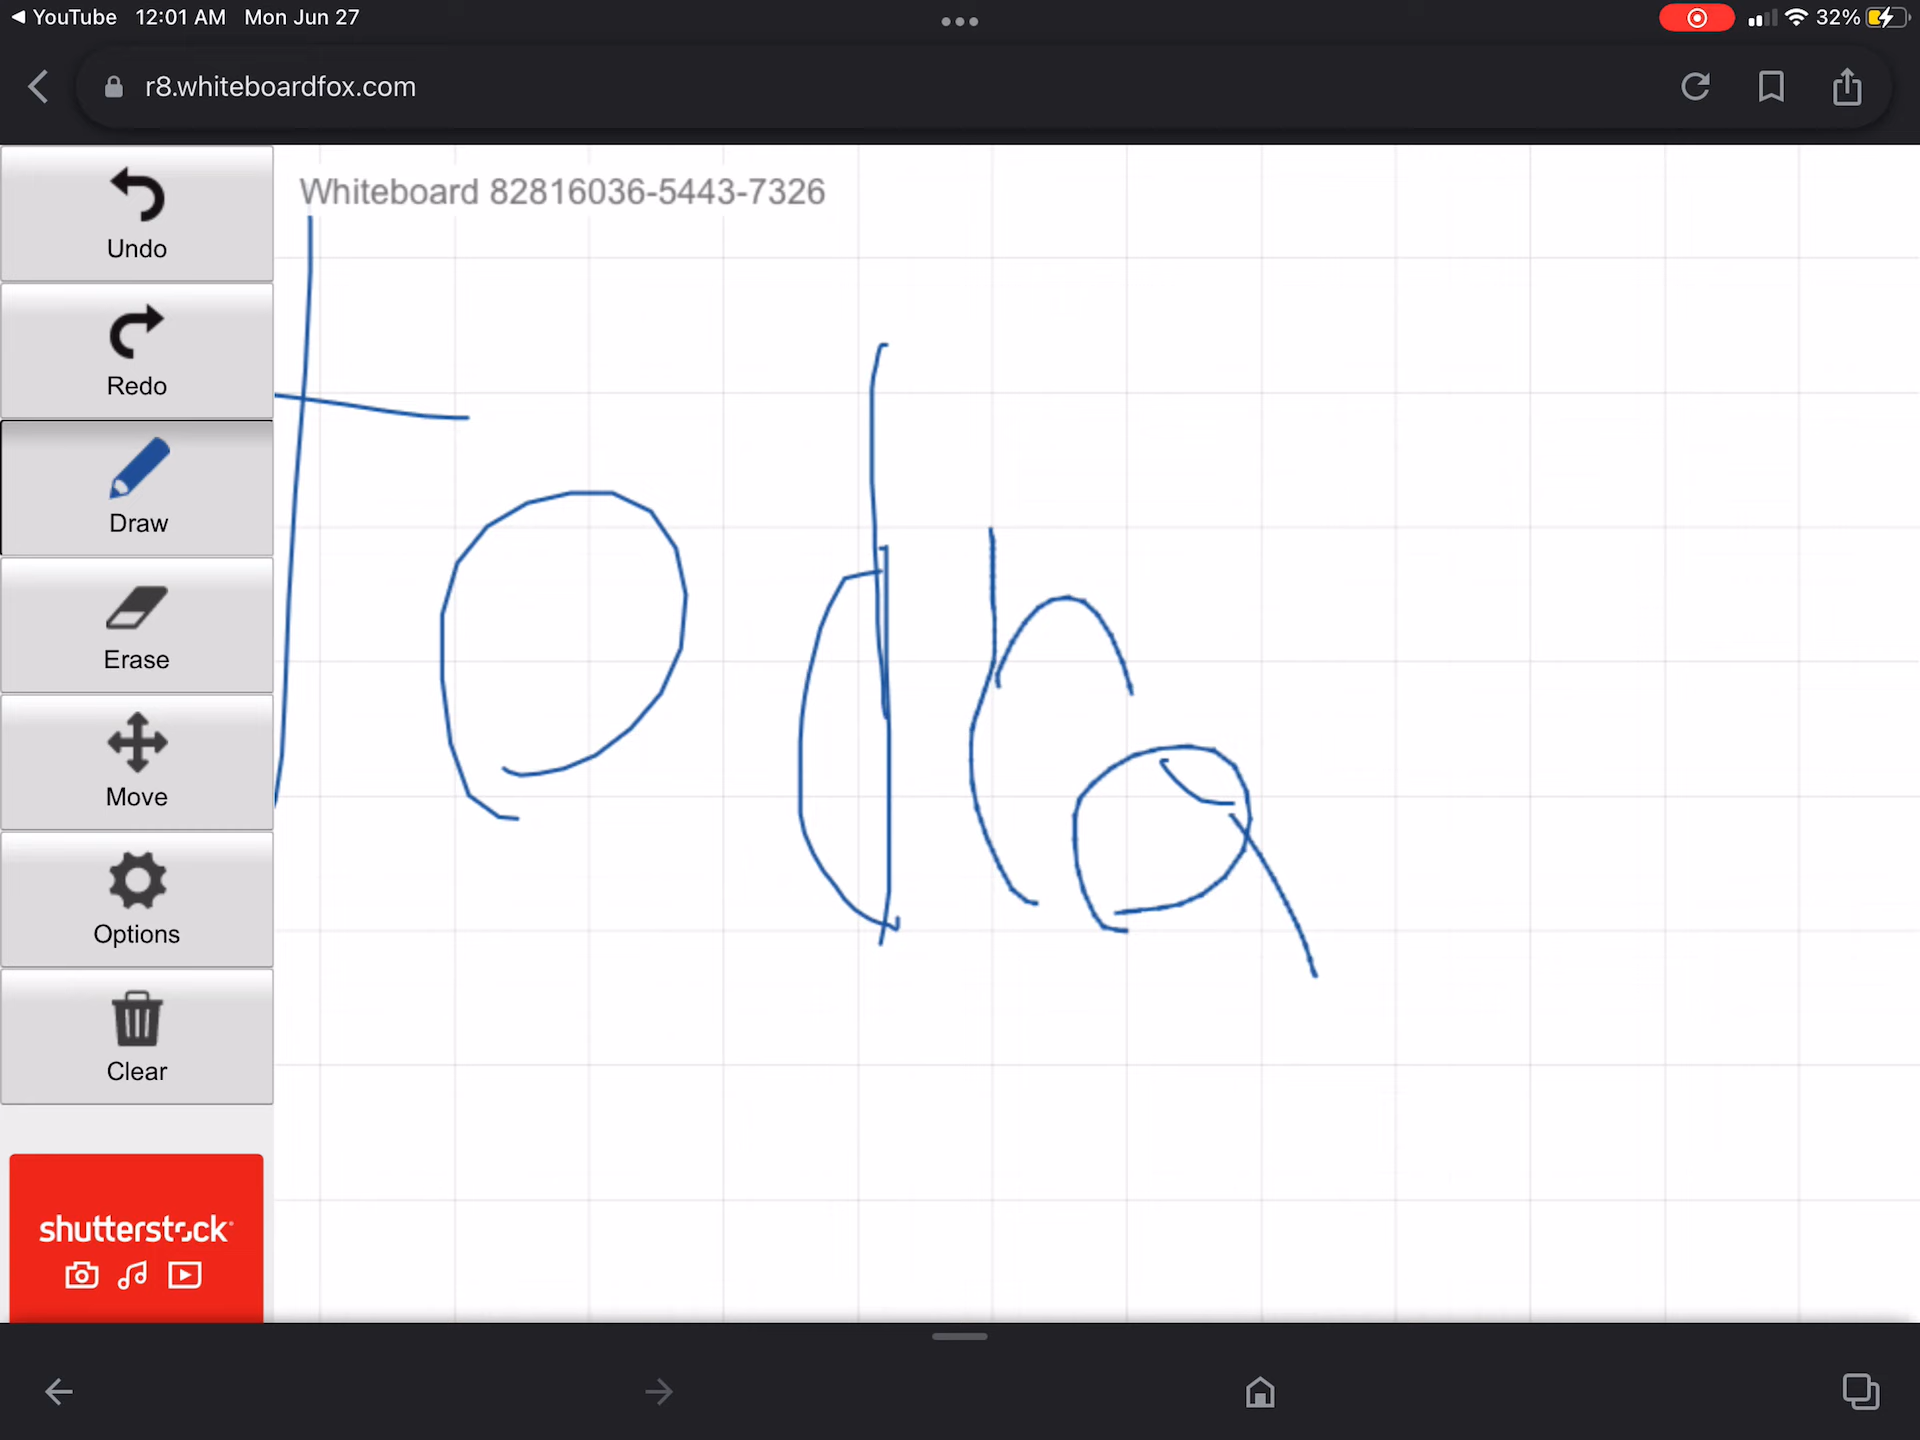 YouTube 12:01 AM Mon Jun 27 32%
r8.whiteboardfox.com
Whiteboard 82816036-5443-7326
Undo
Redo
Draw
Erase
Move
Options
Clear
shutterstock